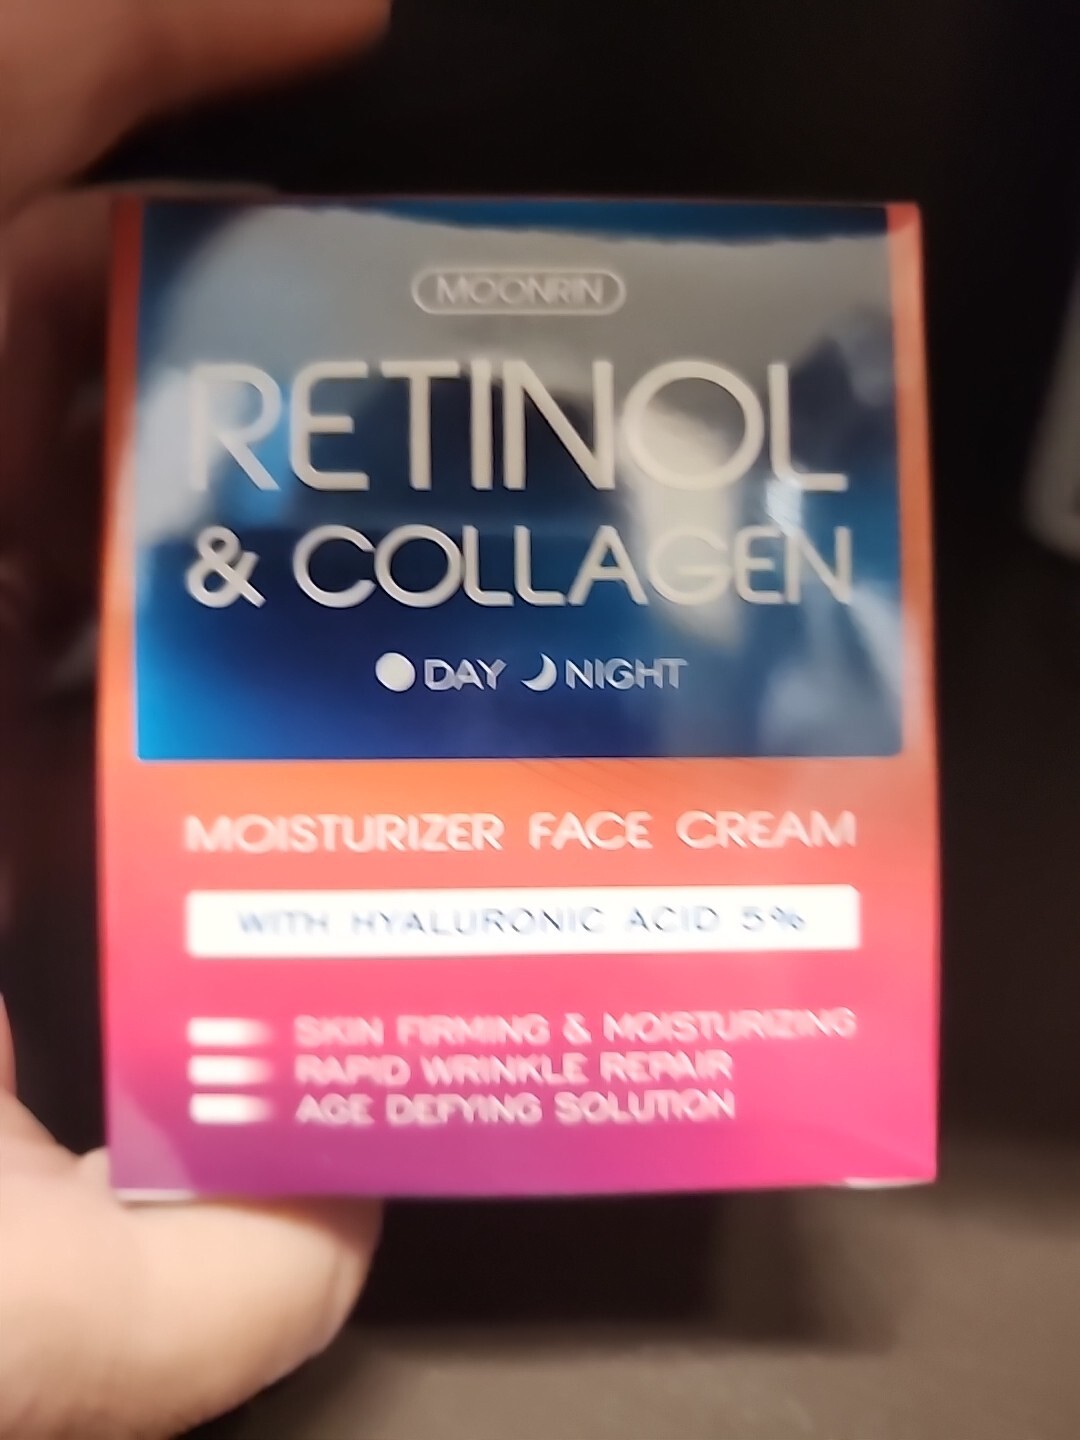 MOONRIN
RETINOL
& COLLAGEN
DAY NIGHT
MOISTURIZER FACE CREAM
WITH HYALURONIC ACID 5%
SKIN FIRMING & MOISTURIZING
RAPID WRINKLE REPAIR
AGE DEFYING SOLUTION